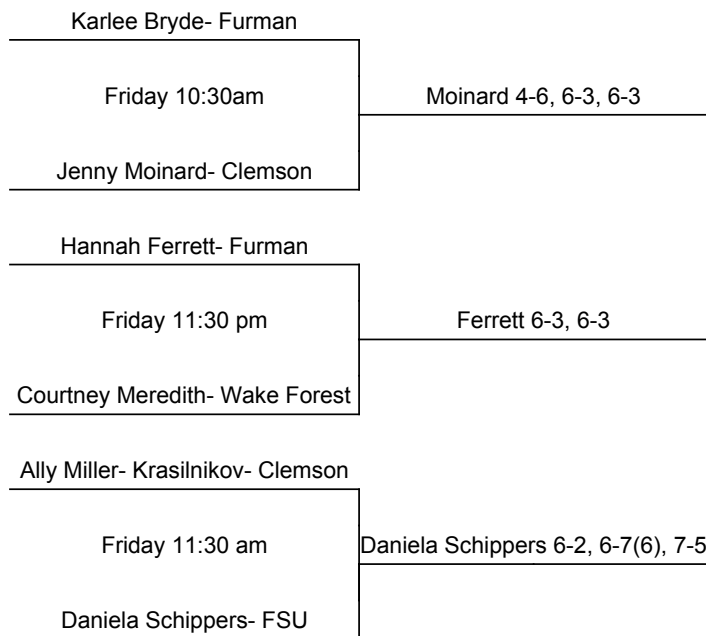 Karlee Bryde- Furman
Friday 10:30am
Moinard 4-6, 6-3, 6-3
Jenny Moinard- Clemson
Hannah Ferrett- Furman
Friday 11:30 pm
Ferrett 6-3, 6-3
Courtney Meredith- Wake Forest
Ally Miller- Krasilnikov- Clemson
Friday 11:30 am
Daniela Schippers 6-2, 6-7(6), 7-5
Daniela Schippers- FSU